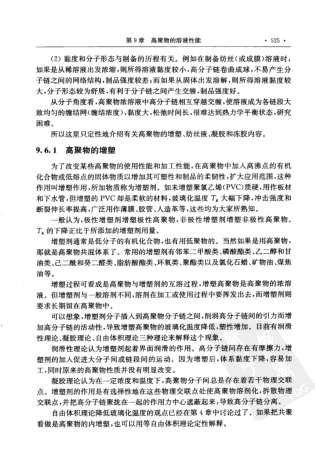 第9章 高聚物的溶液性能 • 525 •
(2) 黏度和分子形态与制备的历程有关。例如在制备纺丝(或成膜)溶液时,
如果是从稀溶液出发浓缩,则所得溶液黏度较小,高分子链卷曲成球,不易产生分
子链之间的网络结构,纺丝强度就会较差;而如果从固体出发溶解,则所得溶液黏
度较大,分子形态较为舒展,有利于分子链之间产生缠结,制品强度好。
从分子角度看,高聚物浓溶液中高分子链相互穿越交缠,使溶液成为各链段大
致均匀的缠结网(缠结浓度),黏度大,松弛时间长,很难达到热力学平衡状态,研究
困难。
所以这里只定性地介绍有关高聚物的增塑、纺丝液、凝胶和冻胶内容。
9.6.1 高聚物的增塑
为了改变某些高聚物的使用性能和加工性能,在高聚物中加入高沸点的有机
化合物或低熔点的固体物质以增加其可塑性和制品的柔韧性,扩大应用范围,这种
作用叫增塑作用,所加物质称为增塑剂。如未增塑聚氯乙烯(PVC)质硬,用作板材
和下水管,但增塑的 PVC 却是柔软的材料,玻璃化温度 Tg 大幅下降,冲击强度和
断裂伸长率提高,广泛用作薄膜、胶管、人造革等,这些均为大家所熟知。
一般认为,极性增塑剂增塑极性高聚物,非极性增塑剂增塑非极性高聚物。
Tg 的下降正比于所添加的增塑剂用量。
增塑剂通常是低分子的有机化合物,也有用低聚物的。当然如果是用高聚物,
那就是高聚物共混体系了。常用的增塑剂有邻苯二甲酸类、磷酸酯类、乙二醇和甘
油类、己二酸和癸二酸类、脂肪酸酯类、环氧类、聚酯类以及氯化石蜡、矿物油、煤焦
油等。
增塑过程可看成是高聚物与增塑剂的互溶过程,增塑高聚物是高聚物的浓溶
液。但增塑剂与一般溶剂不同,溶剂在加工或使用过程中要挥发出去,而增塑剂则
要求长期留在高聚物中。
可以想象,增塑剂分子插入到高聚物分子链之间,削弱高分子链间的引力而增
加高分子链的活动性,导致增塑高聚物的玻璃化温度降低、塑性增加。目前有润滑
性理论、凝胶理论、自由体积理论三种理论来解释这个现象。
润滑性理论认为增塑剂起着界面润滑的作用。高分子链间存在有摩擦力,增
塑剂的加入促进大分子间或链段间的运动。因为增塑后,体系黏度下降,容易加
工,同时原来的高聚物性质没有明显的改变。
凝胶理论认为在一定浓度和温度下,高聚物分子间总是存在着若干物理交联
点。增塑剂的作用是有选择性地在这些物理交联点处使高聚物溶剂化,拆散物理
交联点,并把高分子链聚拢在一起的作用力中心遮蔽起来,导致高分子链分离。
自由体积理论降低玻璃化温度的观点已经在第4章中讨论过了。如果把共聚
看做是高聚物的内增塑,也可以用等自由体积理论定性解释。